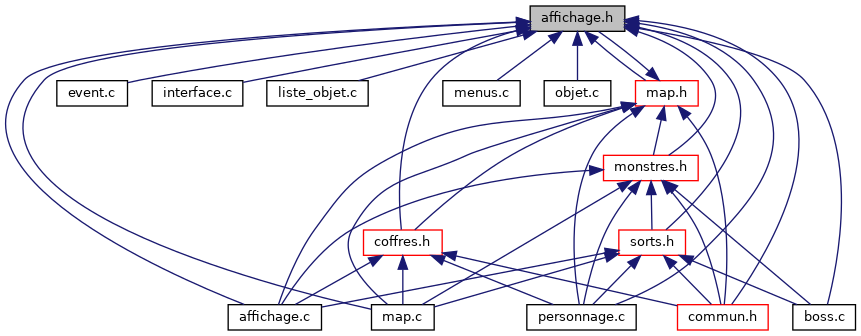 affichage.h
event.c
interface.c
liste_objet.c
menus.c
objet.c
map.h
monstres.h
coffres.h
sorts.h
affichage.c
map.c
personnage.c
commun.h
boss.c